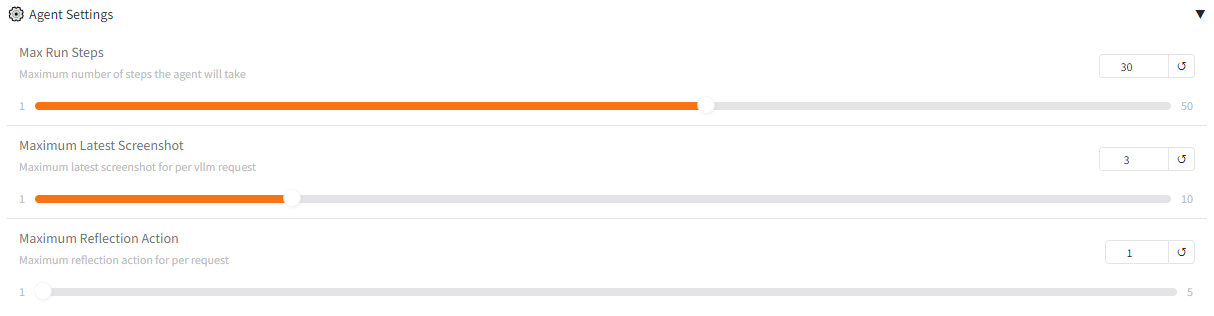 Agent Settings
Max Run Steps
Maximum number of steps the agent will take
30
1
50
Maximum Latest Screenshot
Maximum latest screenshot for per vllm request
3
1
10
Maximum Reflection Action
Maximum reflection action for per request
1
1
5